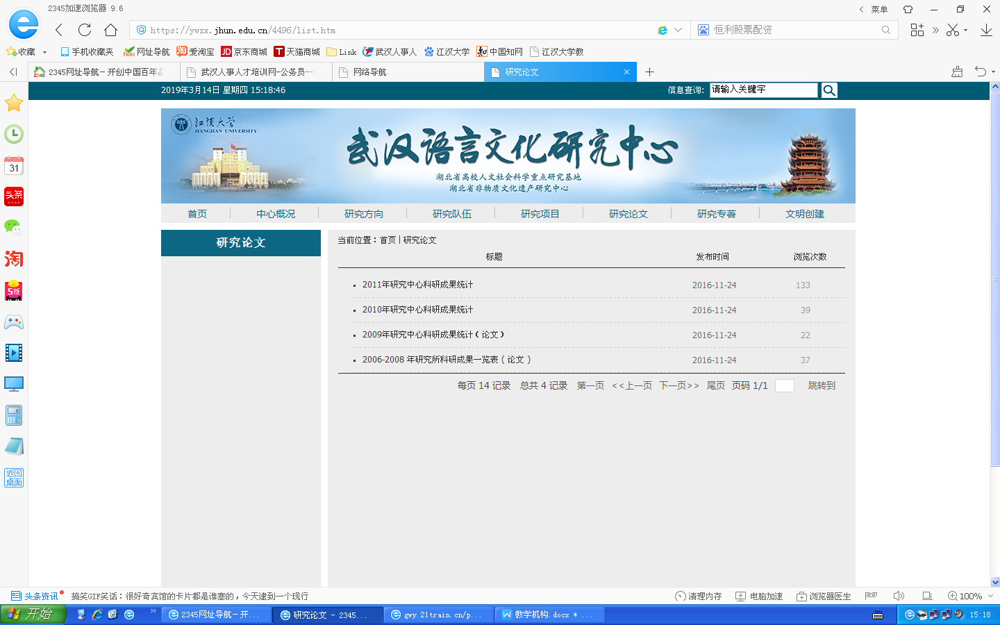 2345加速浏览器 9.6
菜单
https://ywzx.jhun.edu.cn/4496/list.htm
恒利股票配资
收藏 手机收藏夹 网址导航 爱淘宝 京东商城 天猫商城 Link 武汉人事人 江汉大学 中国知网 江汉大学教
2345网址导航－开创中国百年品
武汉人事人才培训网-公务员--
网络导航
研究论文
2019年3月14日 星期四 15:18:46
信息查询: 请输入关键字
江汉大学
JIANGHAN UNIVERSITY
武汉语言文化研究中心
湖北省高校人文社会科学重点研究基地
湖北省非物质文化遗产研究中心
首页 中心概况 研究方向 研究队伍 研究项目 研究论文 研究专著 文明创建
研究论文
当前位置：首页 | 研究论文
标题 发布时间 浏览次数
2011年研究中心科研成果统计 2016-11-24 133
2010年研究中心科研成果统计 2016-11-24 39
2009年研究中心科研成果统计（论文） 2016-11-24 22
2006-2008 年研究所科研成果一览表（论文） 2016-11-24 37
每页 14 记录 总共 4 记录 第一页 <<上一页 下一页>> 尾页 页码 1/1 跳转到
31
头条
淘
5折
返回
桌面
头条资讯 搞笑GIF笑话：很好奇宾馆的卡片都是谁塞的，今天逮到一个现行
清理内存 电脑加速 浏览器医生 100%
开始
2345网址导航－开...
研究论文 - 2345...
gwy.21train.cn/p...
教学机构.docx * ...
15:18